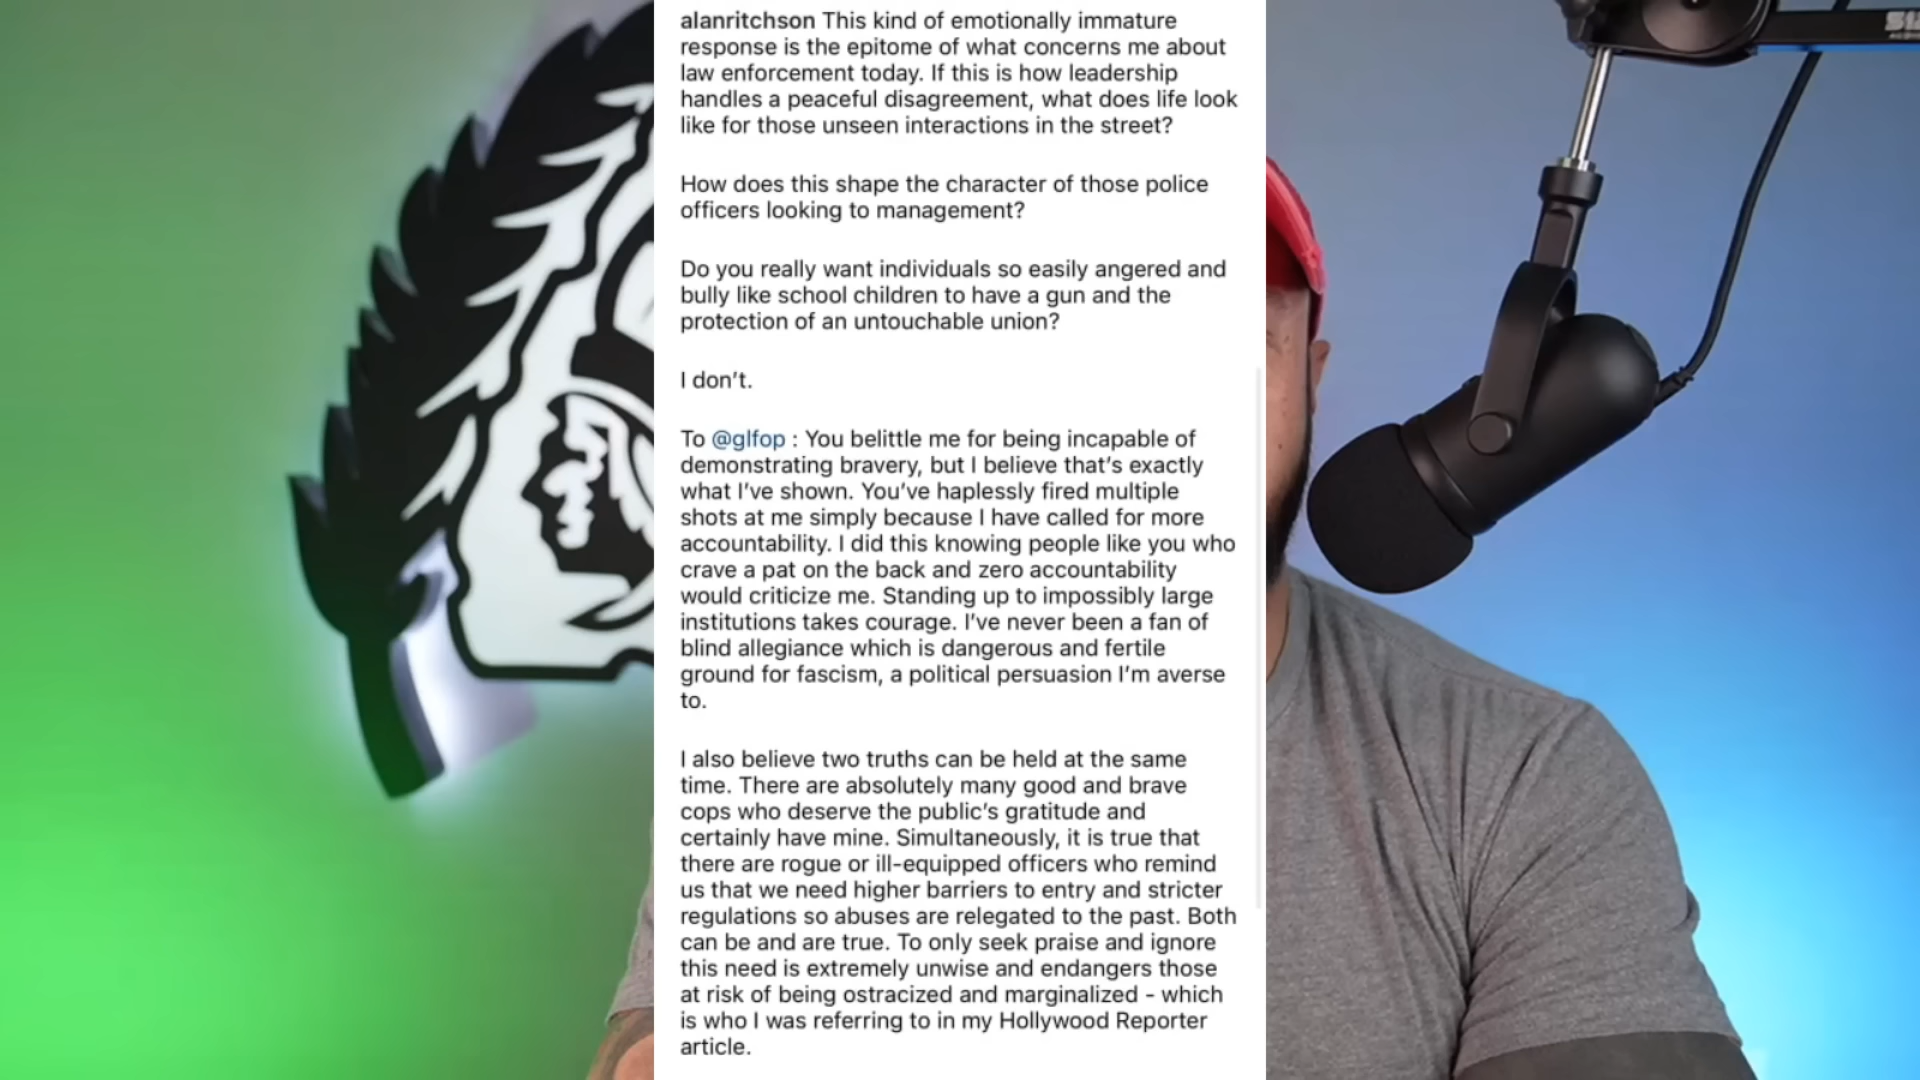 alanritchson This kind of emotionally immature
response is the epitome of what concerns me about
law enforcement today. If this is how leadership
handles a peaceful disagreement, what does life look
like for those unseen interactions in the street?
How does this shape the character of those police
officers looking to management?
Do you really want individuals so easily angered and
bully like school children to have a gun and the
protection of an untouchable union?
I don't.
To @glfop : You belittle me for being incapable of
demonstrating bravery, but I believe that's exactly
what I've shown. You've haplessly fired multiple
shots at me simply because I have called for more
accountability. I did this knowing people like you who
crave a pat on the back and zero accountability
would criticize me. Standing up to impossibly large
institutions takes courage. I've never been a fan of
blind allegiance which is dangerous and fertile
ground for fascism, a political persuasion I'm averse
to.
I also believe two truths can be held at the same
time. There are absolutely many good and brave
cops who deserve the public's gratitude and
certainly have mine. Simultaneously, it is true that
there are rogue or ill-equipped officers who remind
us that we need higher barriers to entry and stricter
regulations so abuses are relegated to the past. Both
can be and are true. To only seek praise and ignore
this need is extremely unwise and endangers those
at risk of being ostracized and marginalized - which
is who I was referring to in my Hollywood Reporter
article.